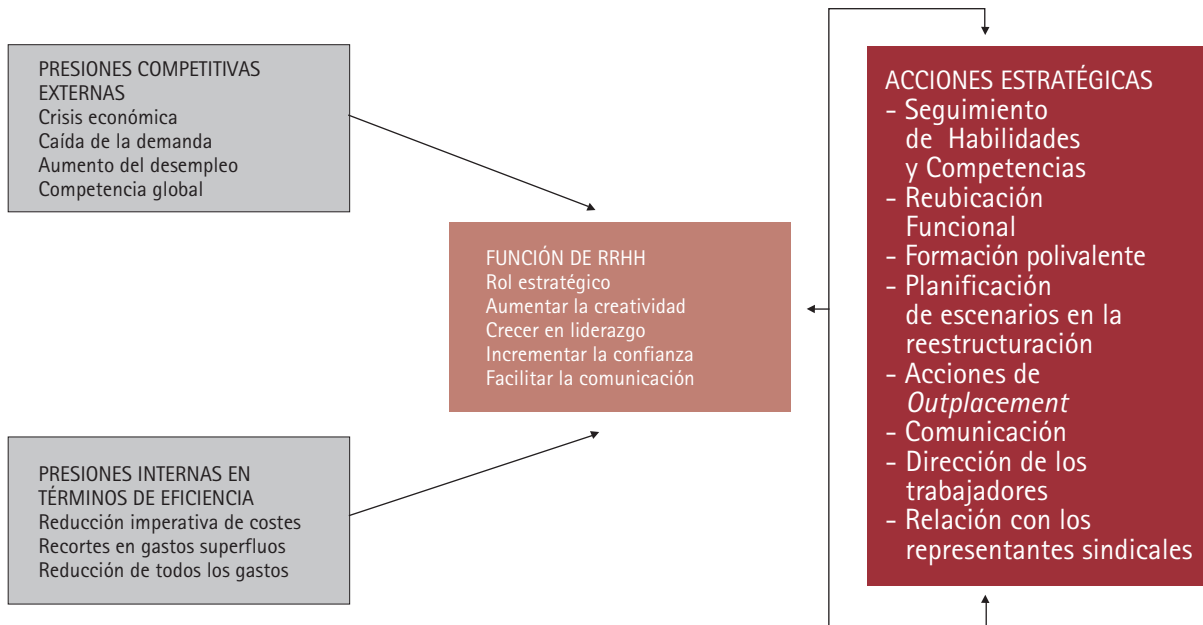 PRESIONES COMPETITIVAS
EXTERNAS
Crisis económica
Caída de la demanda
Aumento del desempleo
Competencia global
PRESIONES INTERNAS EN
TÉRMINOS DE EFICIENCIA
Reducción imperativa de costes
Recortes en gastos superfluos
Reducción de todos los gastos
FUNCIÓN DE RRHH
Rol estratégico
Aumentar la creatividad
Crecer en liderazgo
Incrementar la confianza
Facilitar la comunicación
ACCIONES ESTRATÉGICAS
- Seguimiento
de Habilidades
y Competencias
- Reubicación
Funcional
- Formación polivalente
- Planificación
de escenarios en la
reestructuración
- Acciones de
Outplacement
- Comunicación
- Dirección de los
trabajadores
- Relación con los
representantes sindicales